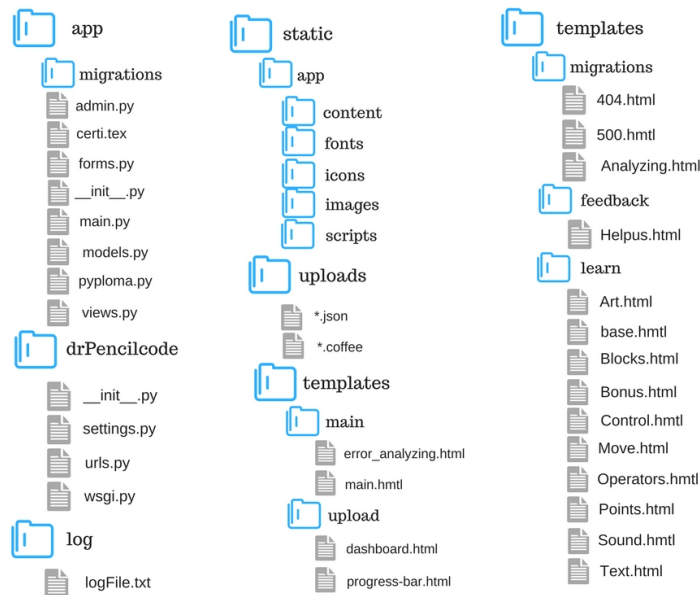 app
migrations
admin.py
certi.tex
forms.py
__init__.py
main.py
models.py
pyploma.py
views.py
drPencilcode
__init__.py
settings.py
urls.py
wsgi.py
log
logFile.txt
static
app
content
fonts
icons
images
scripts
uploads
*.json
*.coffee
templates
main
error_analyzing.html
main.hmtl
upload
dashboard.html
progress-bar.html
templates
migrations
404.html
500.hmtl
Analyzing.html
feedback
Helpus.html
learn
Art.html
base.hmtl
Blocks.html
Bonus.html
Control.hmtl
Move.html
Operators.hmtl
Points.html
Sound.hmtl
Text.html